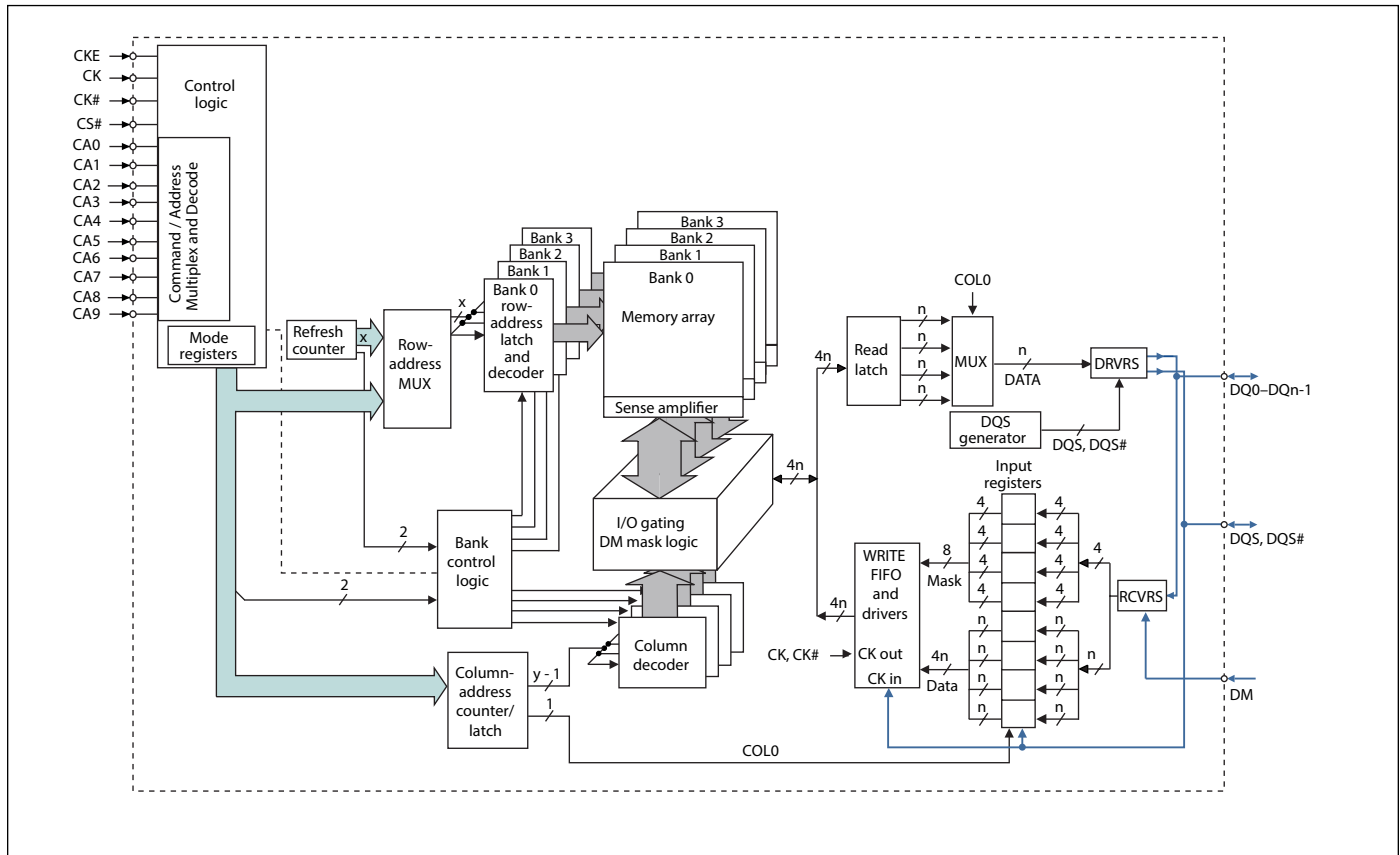 CKE
CK
CK#
CS#
CA0
CA1
CA2
CA3
CA4
CA5
CA6
CA7
CA8
CA9
Control
logic
Command / Address
Multiplex and Decode
Mode
registers
Refresh
counter
x
Row-
address
MUX
x
Bank 3
Bank 2
Bank 1
Bank 0
row-
address
latch
and
decoder
Bank 3
Bank 2
Bank 1
Bank 0
Memory array
Sense amplifier
2
2
Bank
control
logic
I/O gating
DM mask logic
Column
decoder
Column-
address
counter/
latch
y - 1
1
COL0
4n
4n
4n
Read
latch
n
n
n
n
COL0
MUX
n
DATA
DRVRS
DQS
generator
DQS, DQS#
DQ0–DQn-1
Input
registers
4
4
4
4
n
n
n
n
4
4
4
4
n
n
n
n
4
n
RCVRS
DQS, DQS#
DM
WRITE
FIFO
and
drivers
CK out
CK in
8
Mask
4n
Data
CK, CK#